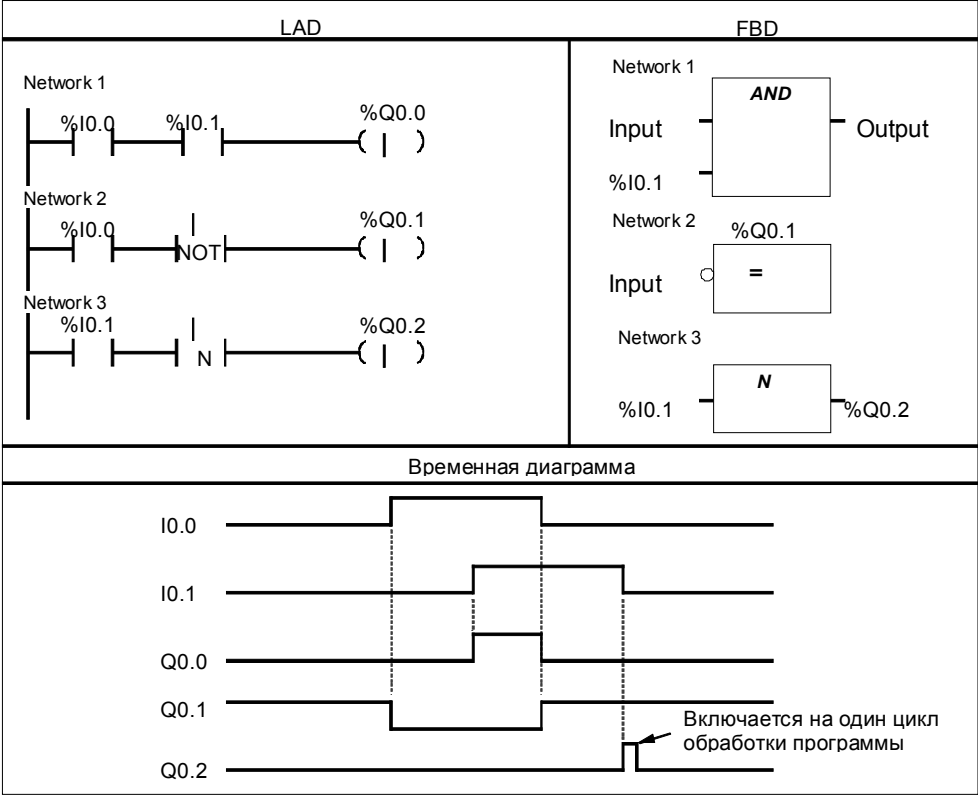 LAD
FBD
Network 1
%I0.0 %I0.1 %Q0.0
Network 2
%I0.0 NOT %Q0.1
Network 3
%I0.1 N %Q0.2
Network 1
AND
Input Output
%I0.1
Network 2
%Q0.1
Input =
Network 3
N
%I0.1 %Q0.2
Временная диаграмма
I0.0
I0.1
Q0.0
Q0.1
Включается на один цикл
обработки программы
Q0.2